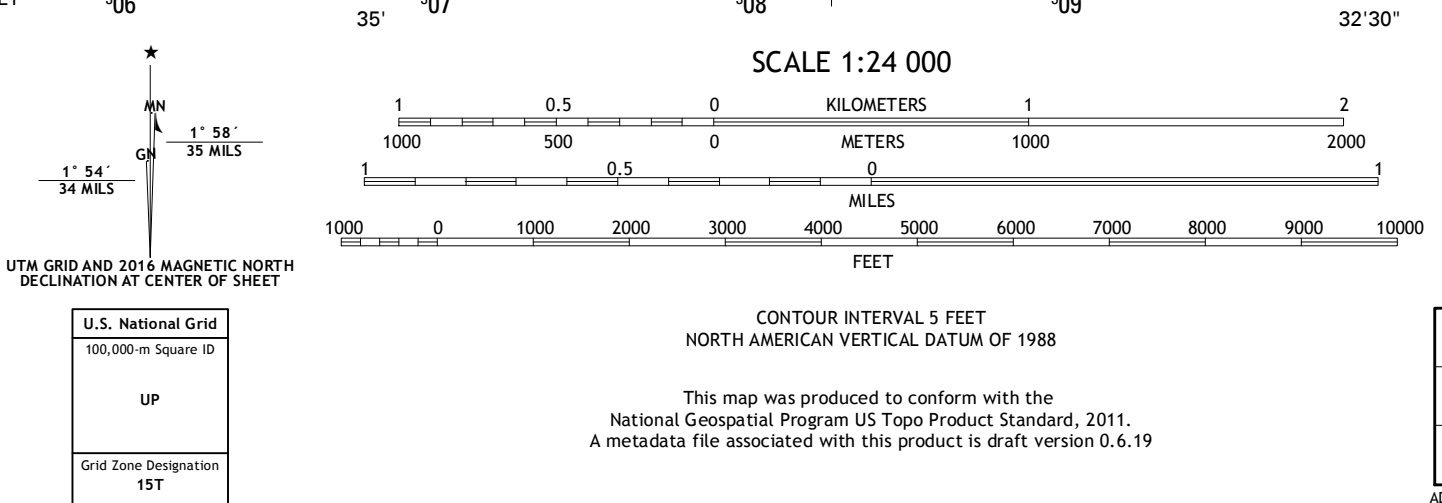 35'
32'30"
SCALE 1:24 000
1 0.5 0 KILOMETERS 1 2
1000 500 0 METERS 1000 2000
1 0.5 0 1
MILES
1000 0 1000 2000 3000 4000 5000 6000 7000 8000 9000 10000
FEET
MN
1° 58´
35 MILS
GN
1° 54´
34 MILS
UTM GRID AND 2016 MAGNETIC NORTH
DECLINATION AT CENTER OF SHEET
U.S. National Grid
100,000-m Square ID
UP
Grid Zone Designation
15T
CONTOUR INTERVAL 5 FEET
NORTH AMERICAN VERTICAL DATUM OF 1988
This map was produced to conform with the
National Geospatial Program US Topo Product Standard, 2011.
A metadata file associated with this product is draft version 0.6.19